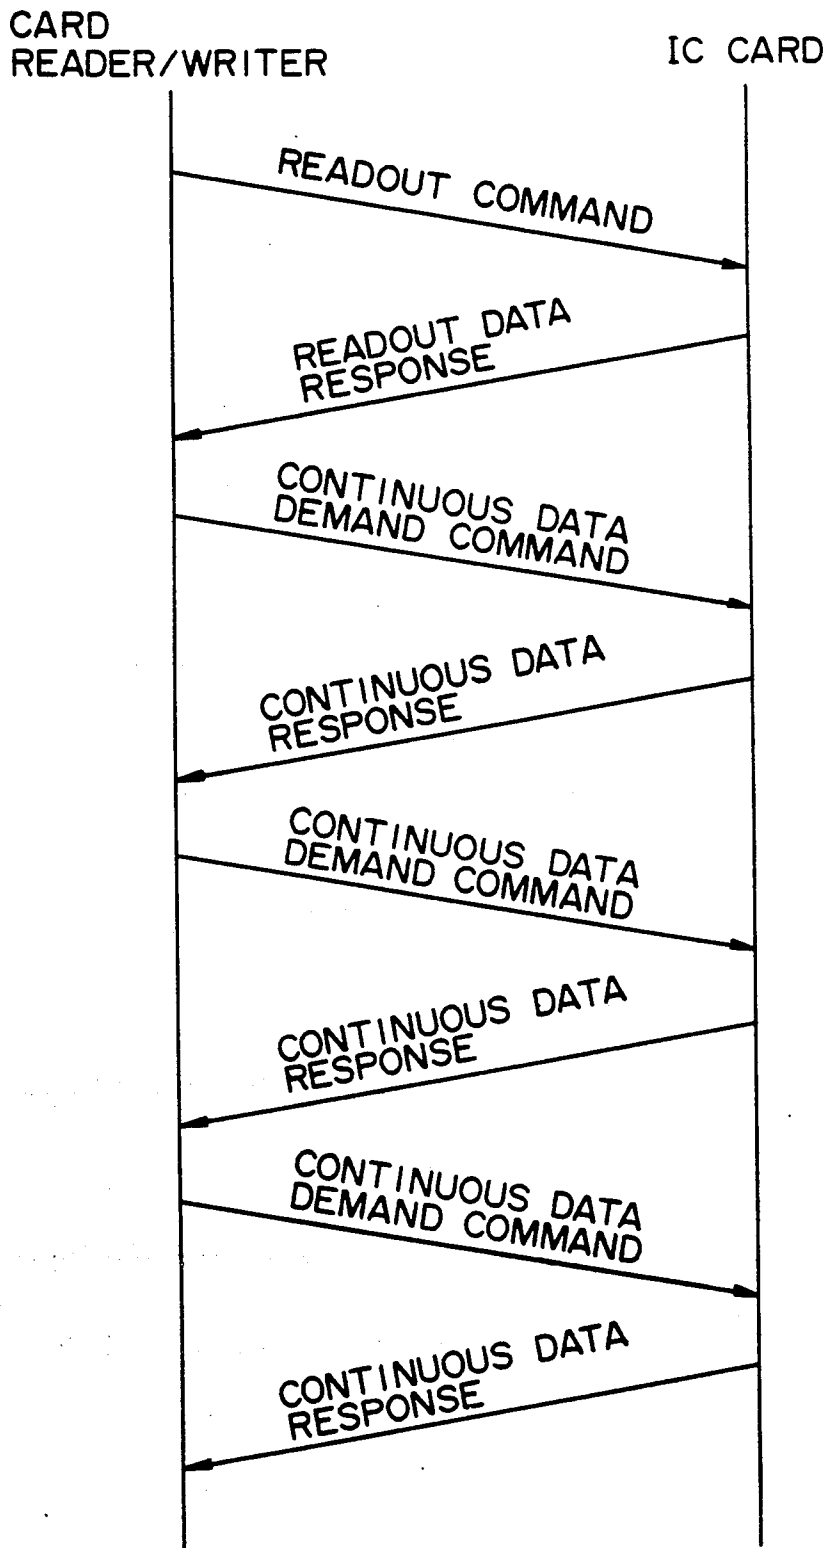 CARD
READER/WRITER
IC CARD
READOUT COMMAND
READOUT DATA
RESPONSE
CONTINUOUS DATA
DEMAND COMMAND
CONTINUOUS DATA
RESPONSE
CONTINUOUS DATA
DEMAND COMMAND
CONTINUOUS DATA
RESPONSE
CONTINUOUS DATA
DEMAND COMMAND
CONTINUOUS DATA
RESPONSE